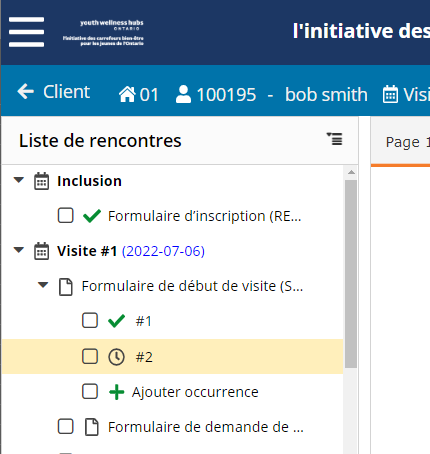 youth wellness hubs
ONTARIO
l'initiative des carrefours bien-être
pour les jeunes de l'Ontario
l'initiative des
Client
01
100195 - bob smith
Visi
Liste de rencontres
Page 1
Inclusion
Formulaire d'inscription (RE...
Visite #1 (2022-07-06)
Formulaire de début de visite (S...
#1
#2
Ajouter occurrence
Formulaire de demande de ...